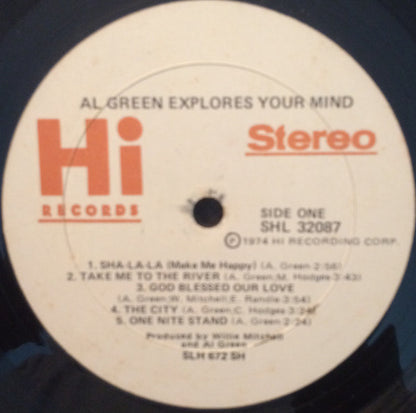 AL GREEN EXPLORES YOUR MIND
Hi
RECORDS
Stereo
SIDE ONE
SHL 32087
Ⓟ1974 HI RECORDING CORP.
1. SHA-LA-LA (Make Me Happy) (A. Green-2:56)
2. TAKE ME TO THE RIVER (A. Green;M. Hodges-3:43)
3. GOD BLESSED OUR LOVE
(A. Green;W. Mitchell;E. Randle-3:54)
4. THE CITY (A. Green;C. Hodges-3:24)
5. ONE NITE STAND (A. Green-2:24)
Produced by Willie Mitchell
and Al Green
SLH 672 SH